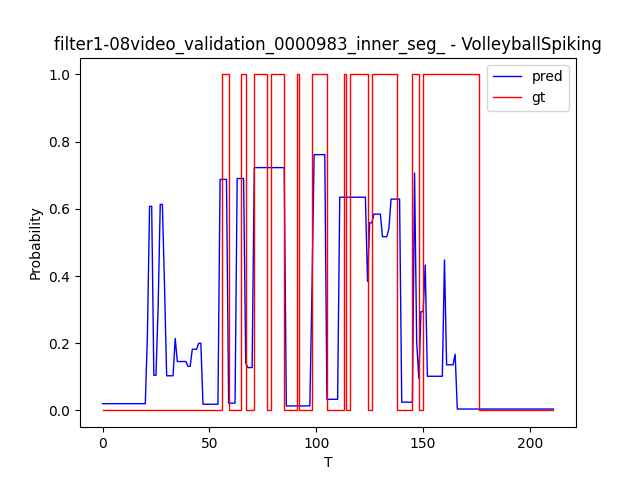 filter1-08video_validation_0000983_inner_seg_ - VolleyballSpiking
pred
gt
1.0
0.8
0.6
0.4
0.2
0.0
Probability
0
50
100
150
200
T